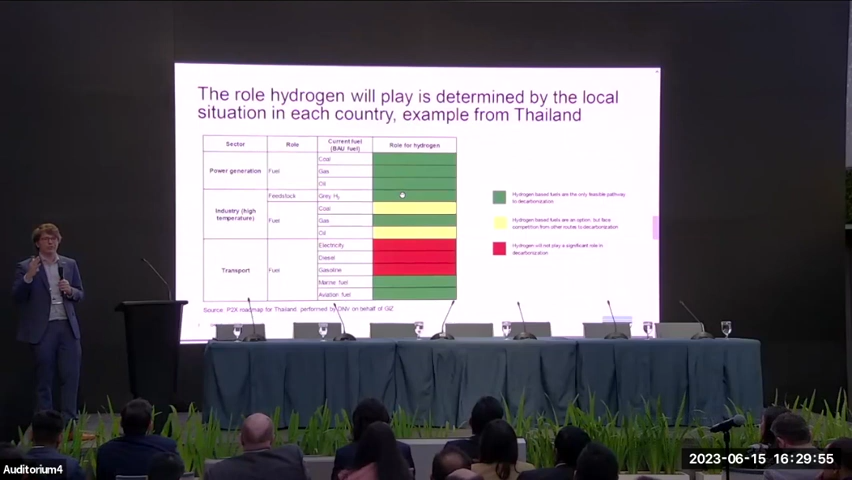 The role hydrogen will play is determined by the local
situation in each country, example from Thailand
Sector Role Current fuel (BAU fuel) Role for hydrogen
Power generation Fuel Coal
Gas
Oil
Industry (high temperature) Feedstock Grey H2
Fuel Coal
Gas
Oil
Transport Fuel Electricity
Diesel
Gasoline
Marine fuel
Aviation fuel
Hydrogen based fuels are the only feasible pathway
to decarbonization
Hydrogen based fuels are an option, but face
competition from other routes to decarbonization
Hydrogen will not play a significant role in
decarbonization
Source: P2X roadmap for Thailand, performed by DNV on behalf of GIZ
Auditorium4
2023-06-15 16:29:55